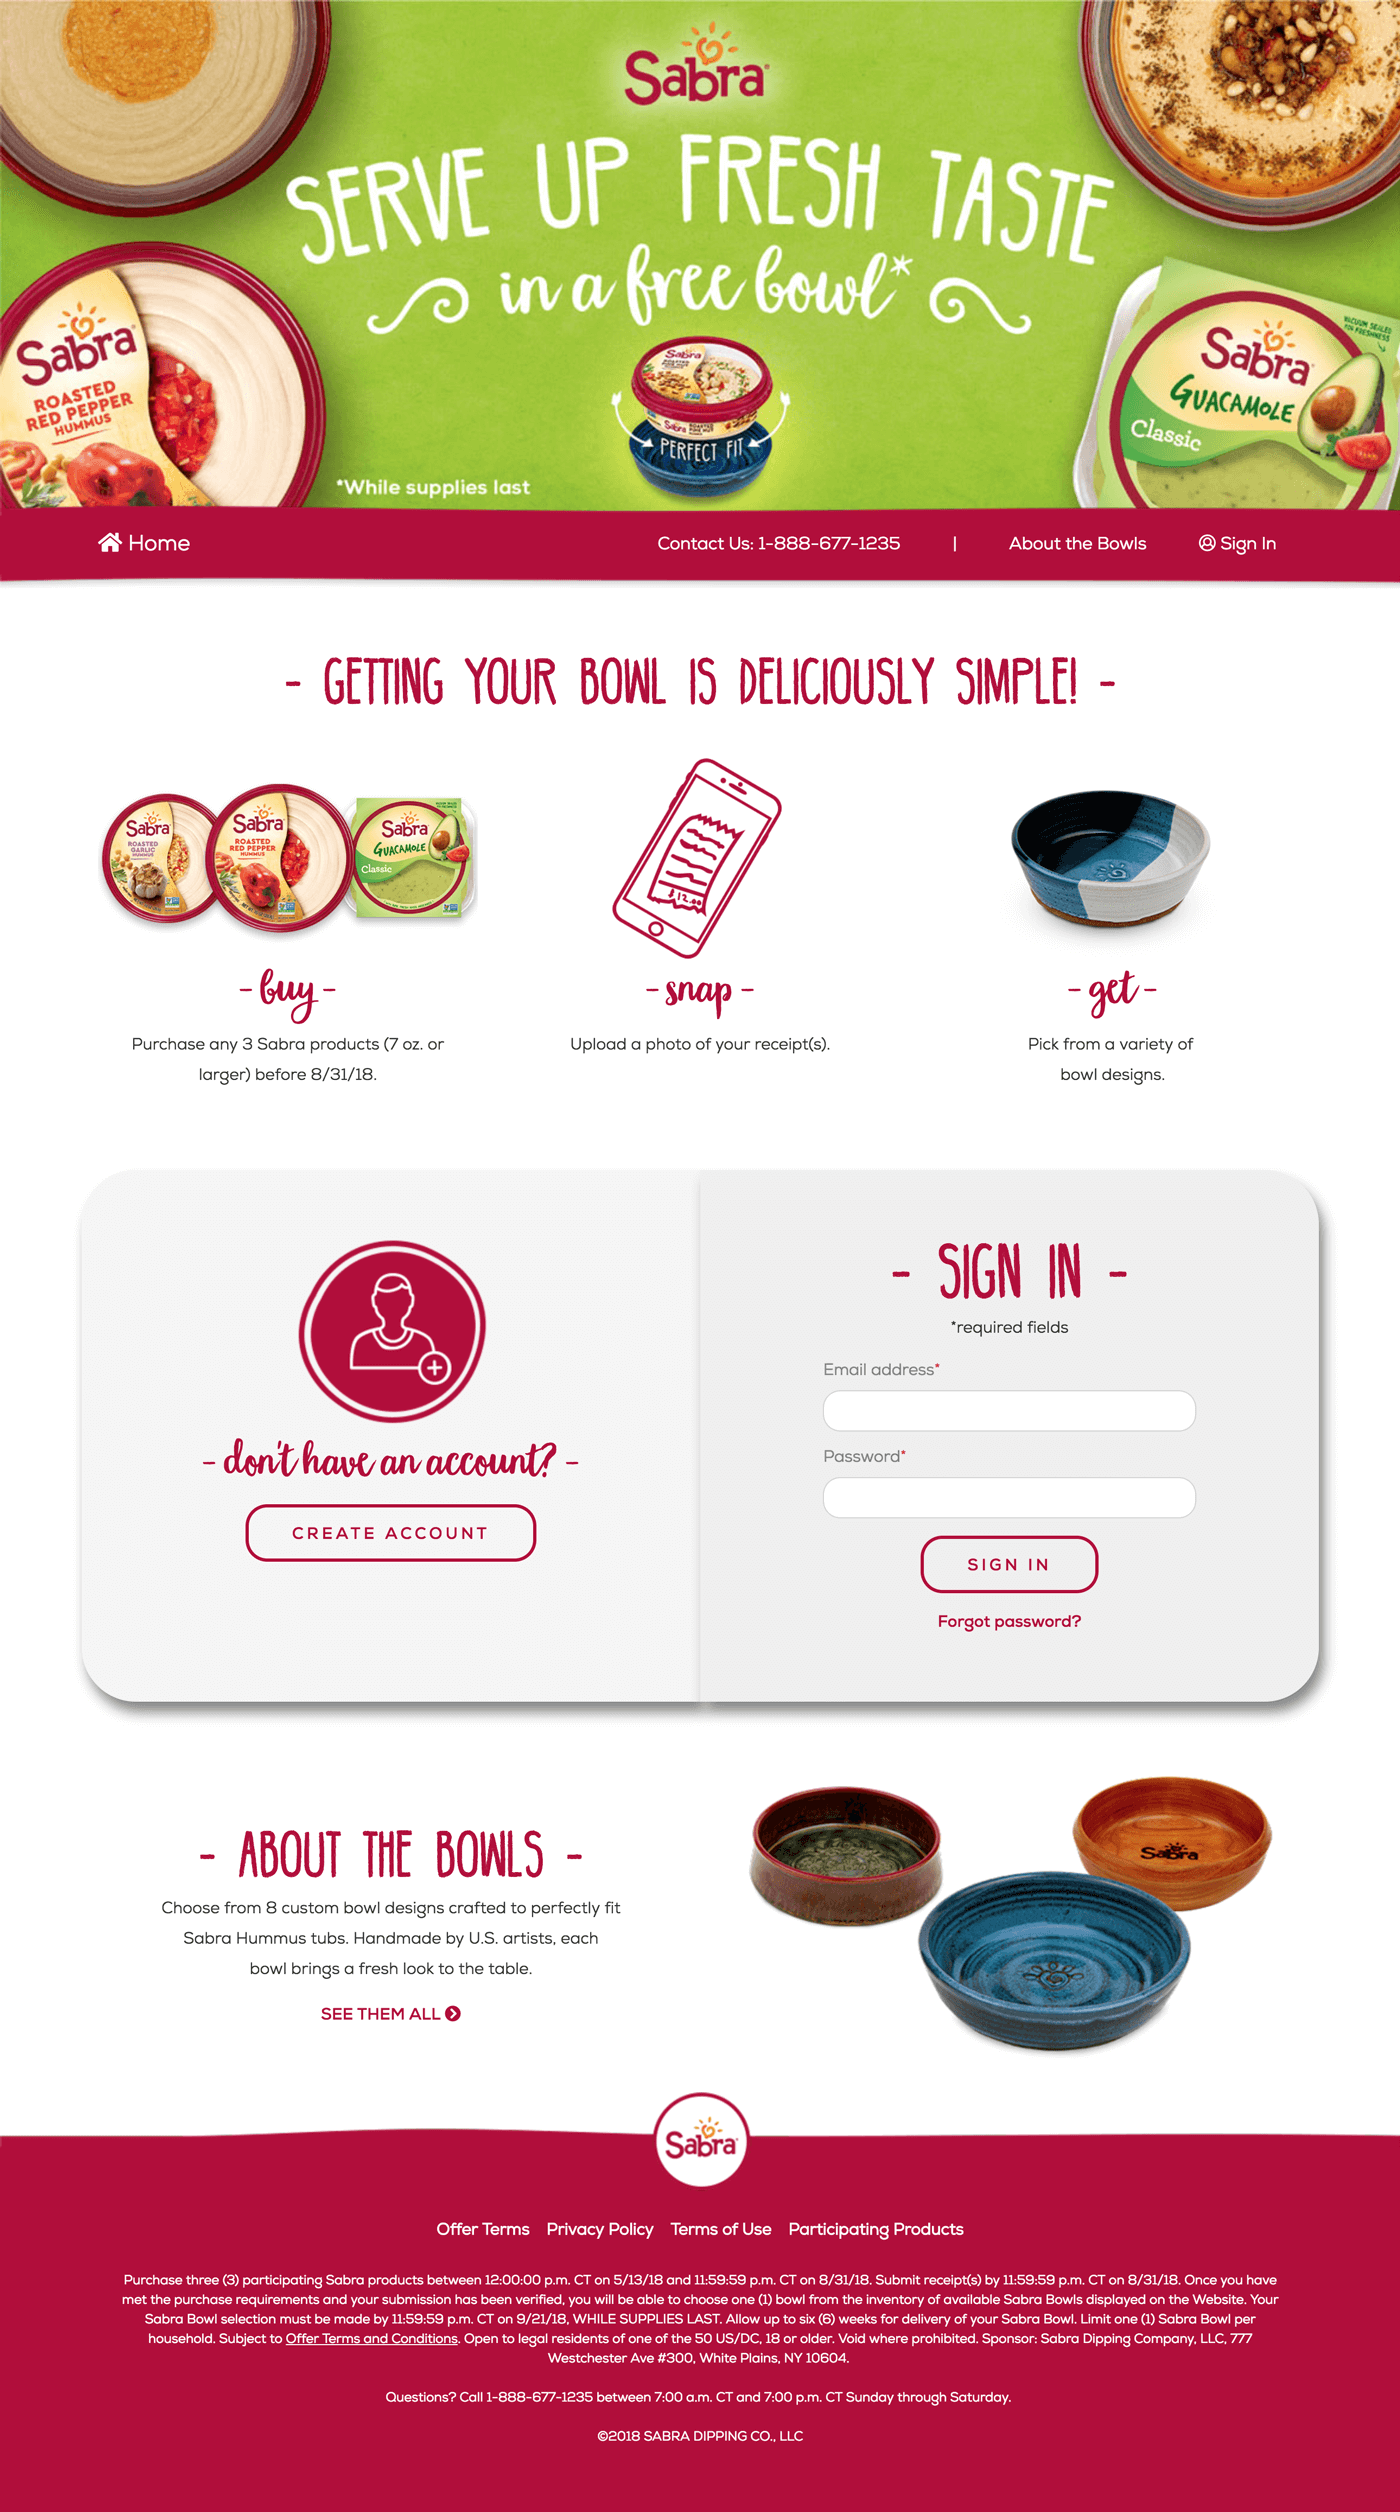 Sabra
SERVE UP FRESH TASTE
in a free bowl*
Sabra
ROASTED
RED PEPPER
HUMMUS
VACUUM SEALED
FOR FRESHNESS
Sabra
GUACAMOLE
Classic
Sabra
Sabra
PERFECT FIT
*While supplies last
Home
Contact Us: 1-888-677-1235 | About the Bowls
Sign In
- GETTING YOUR BOWL IS DELICIOUSLY SIMPLE! -
Sabra
ROASTED
GARLIC
HUMMUS
Sabra
ROASTED
RED PEPPER
HUMMUS
Sabra
GUACAMOLE
Classic
$12.00
- buy -
Purchase any 3 Sabra products (7 oz. or
larger) before 8/31/18.
- snap -
Upload a photo of your receipt(s).
- get -
Pick from a variety of
bowl designs.
- don't have an account? -
CREATE ACCOUNT
- SIGN IN -
*required fields
Email address*
Password*
SIGN IN
Forgot password?
- ABOUT THE BOWLS -
Choose from 8 custom bowl designs crafted to perfectly fit
Sabra Hummus tubs. Handmade by U.S. artists, each
bowl brings a fresh look to the table.
SEE THEM ALL
Sabra
Sabra
Offer Terms Privacy Policy Terms of Use Participating Products
Purchase three (3) participating Sabra products between 12:00:00 p.m. CT on 5/13/18 and 11:59:59 p.m. CT on 8/31/18. Submit receipt(s) by 11:59:59 p.m. CT on 8/31/18. Once you have
met the purchase requirements and your submission has been verified, you will be able to choose one (1) bowl from the inventory of available Sabra Bowls displayed on the Website. Your
Sabra Bowl selection must be made by 11:59:59 p.m. CT on 9/21/18, WHILE SUPPLIES LAST. Allow up to six (6) weeks for delivery of your Sabra Bowl. Limit one (1) Sabra Bowl per
household. Subject to Offer Terms and Conditions. Open to legal residents of one of the 50 US/DC, 18 or older. Void where prohibited. Sponsor: Sabra Dipping Company, LLC, 777
Westchester Ave #300, White Plains, NY 10604.
Questions? Call 1-888-677-1235 between 7:00 a.m. CT and 7:00 p.m. CT Sunday through Saturday.
©2018 SABRA DIPPING CO., LLC